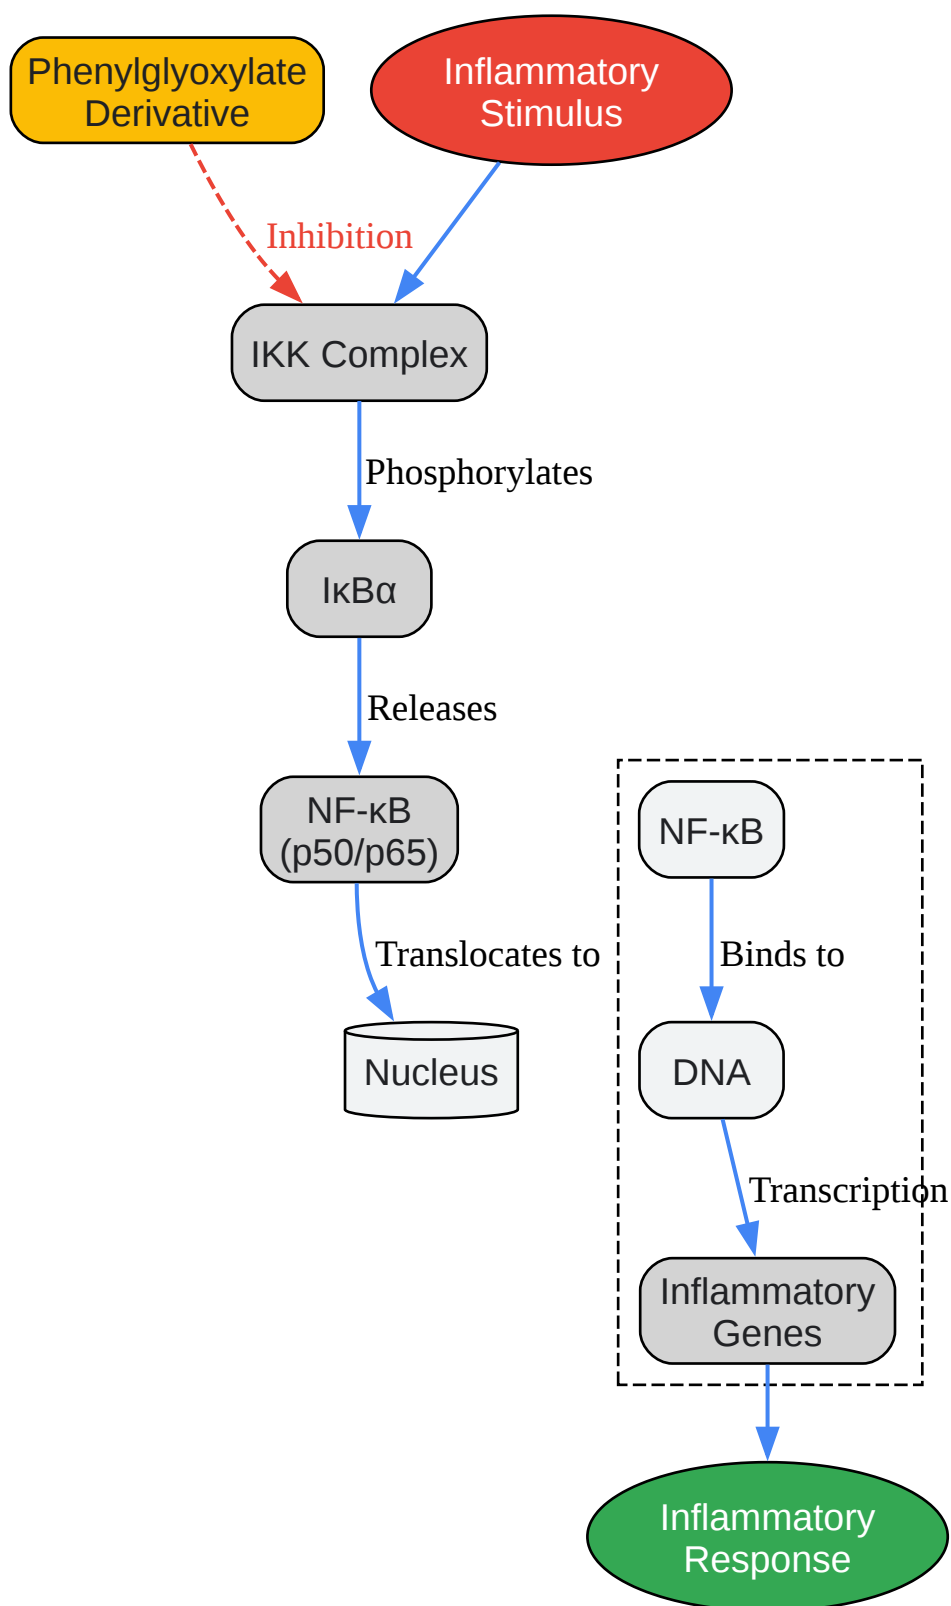 Phenylglyoxylate
Derivative
Inflammatory
Stimulus
Inhibition
IKK Complex
Phosphorylates
IκBα
Releases
NF-κB
(p50/p65)
Translocates to
Nucleus
NF-κB
Binds to
DNA
Transcription
Inflammatory
Genes
Inflammatory
Response